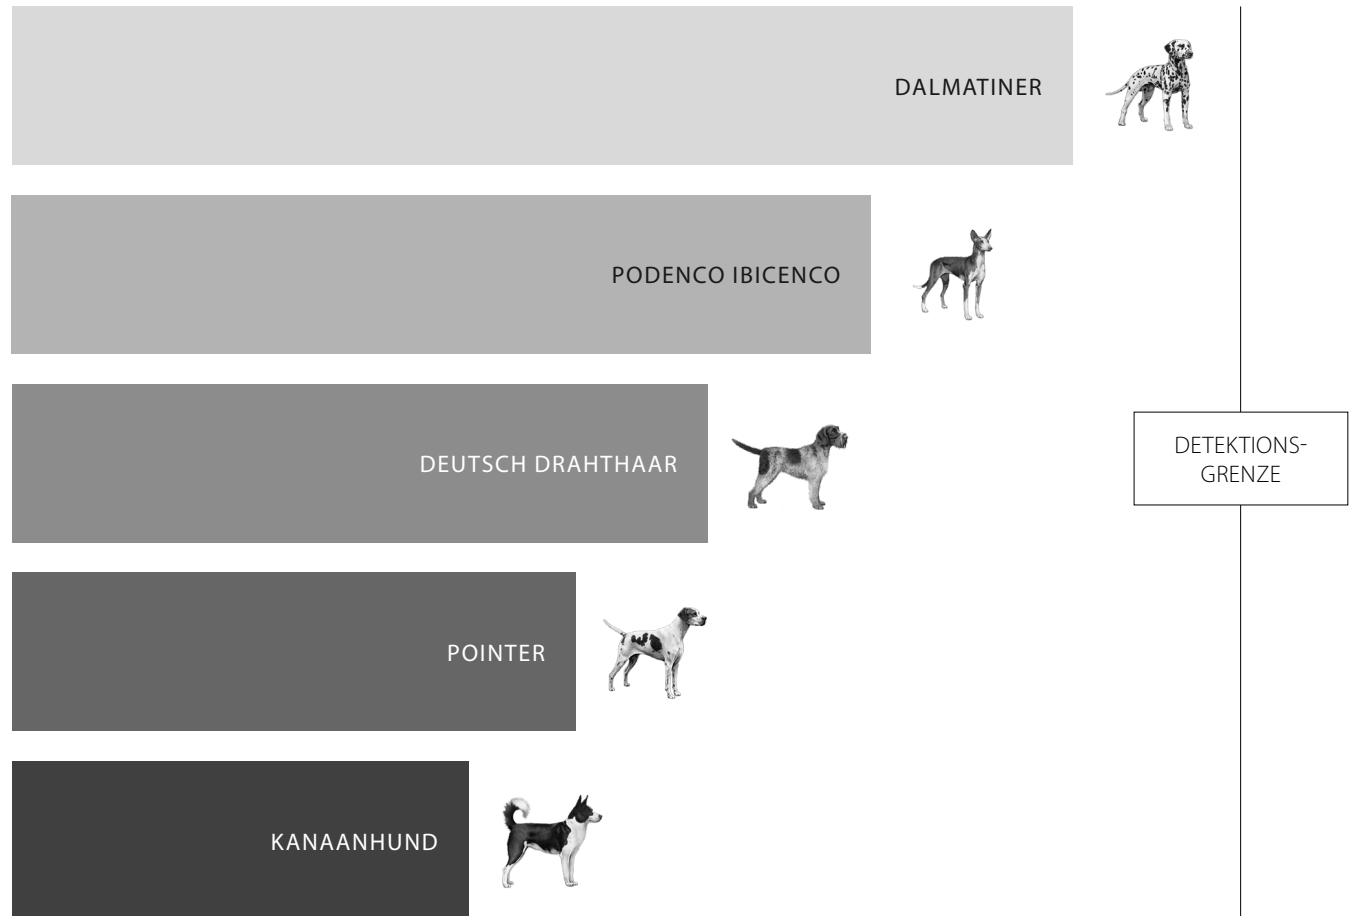 DALMATINER
PODENCO IBICENCO
DEUTSCH DRAHTHAAR
DETEKTIONS-
GRENZE
POINTER
KANAANHUND